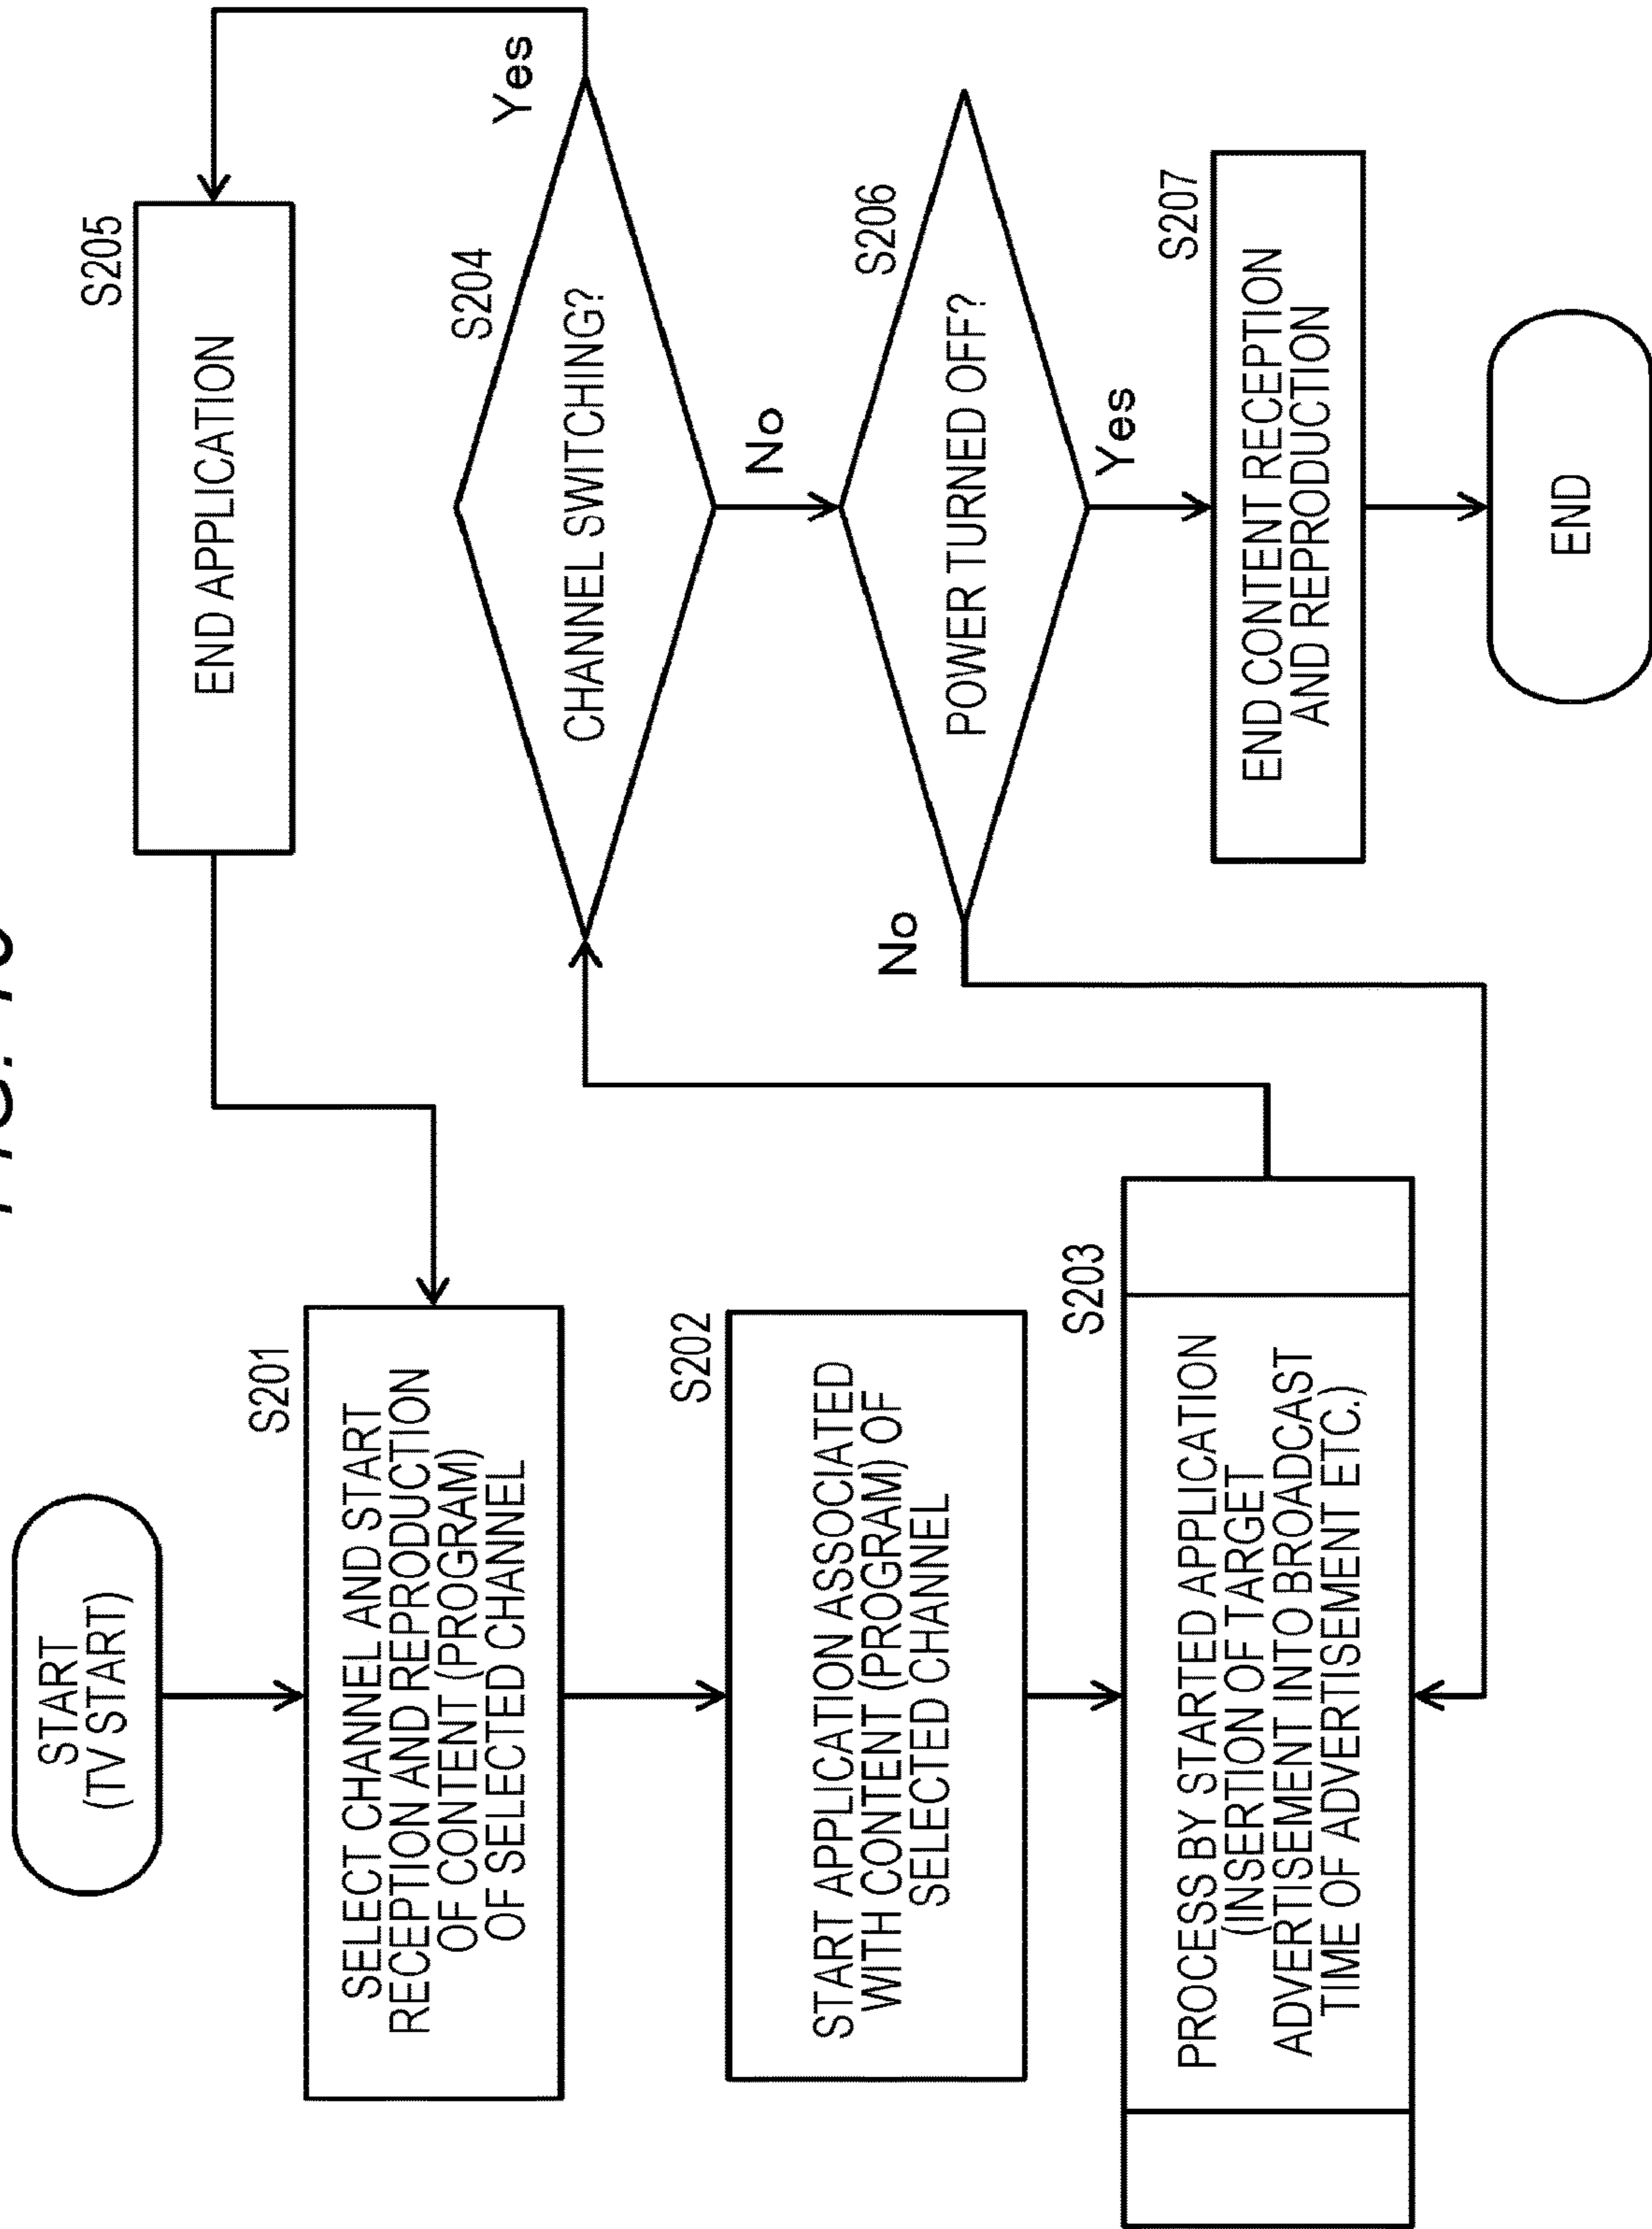 START
(TV START)
S201
SELECT CHANNEL AND START
RECEPTION AND REPRODUCTION
OF CONTENT (PROGRAM)
OF SELECTED CHANNEL
S202
START APPLICATION ASSOCIATED
WITH CONTENT (PROGRAM) OF
SELECTED CHANNEL
S203
PROCESS BY STARTED APPLICATION
(INSERTION OF TARGET
ADVERTISEMENT INTO BROADCAST
TIME OF ADVERTISEMENT ETC.)
S205
END APPLICATION
S204
CHANNEL SWITCHING?
Yes
No
S206
POWER TURNED OFF?
No
Yes
S207
END CONTENT RECEPTION
AND REPRODUCTION
END